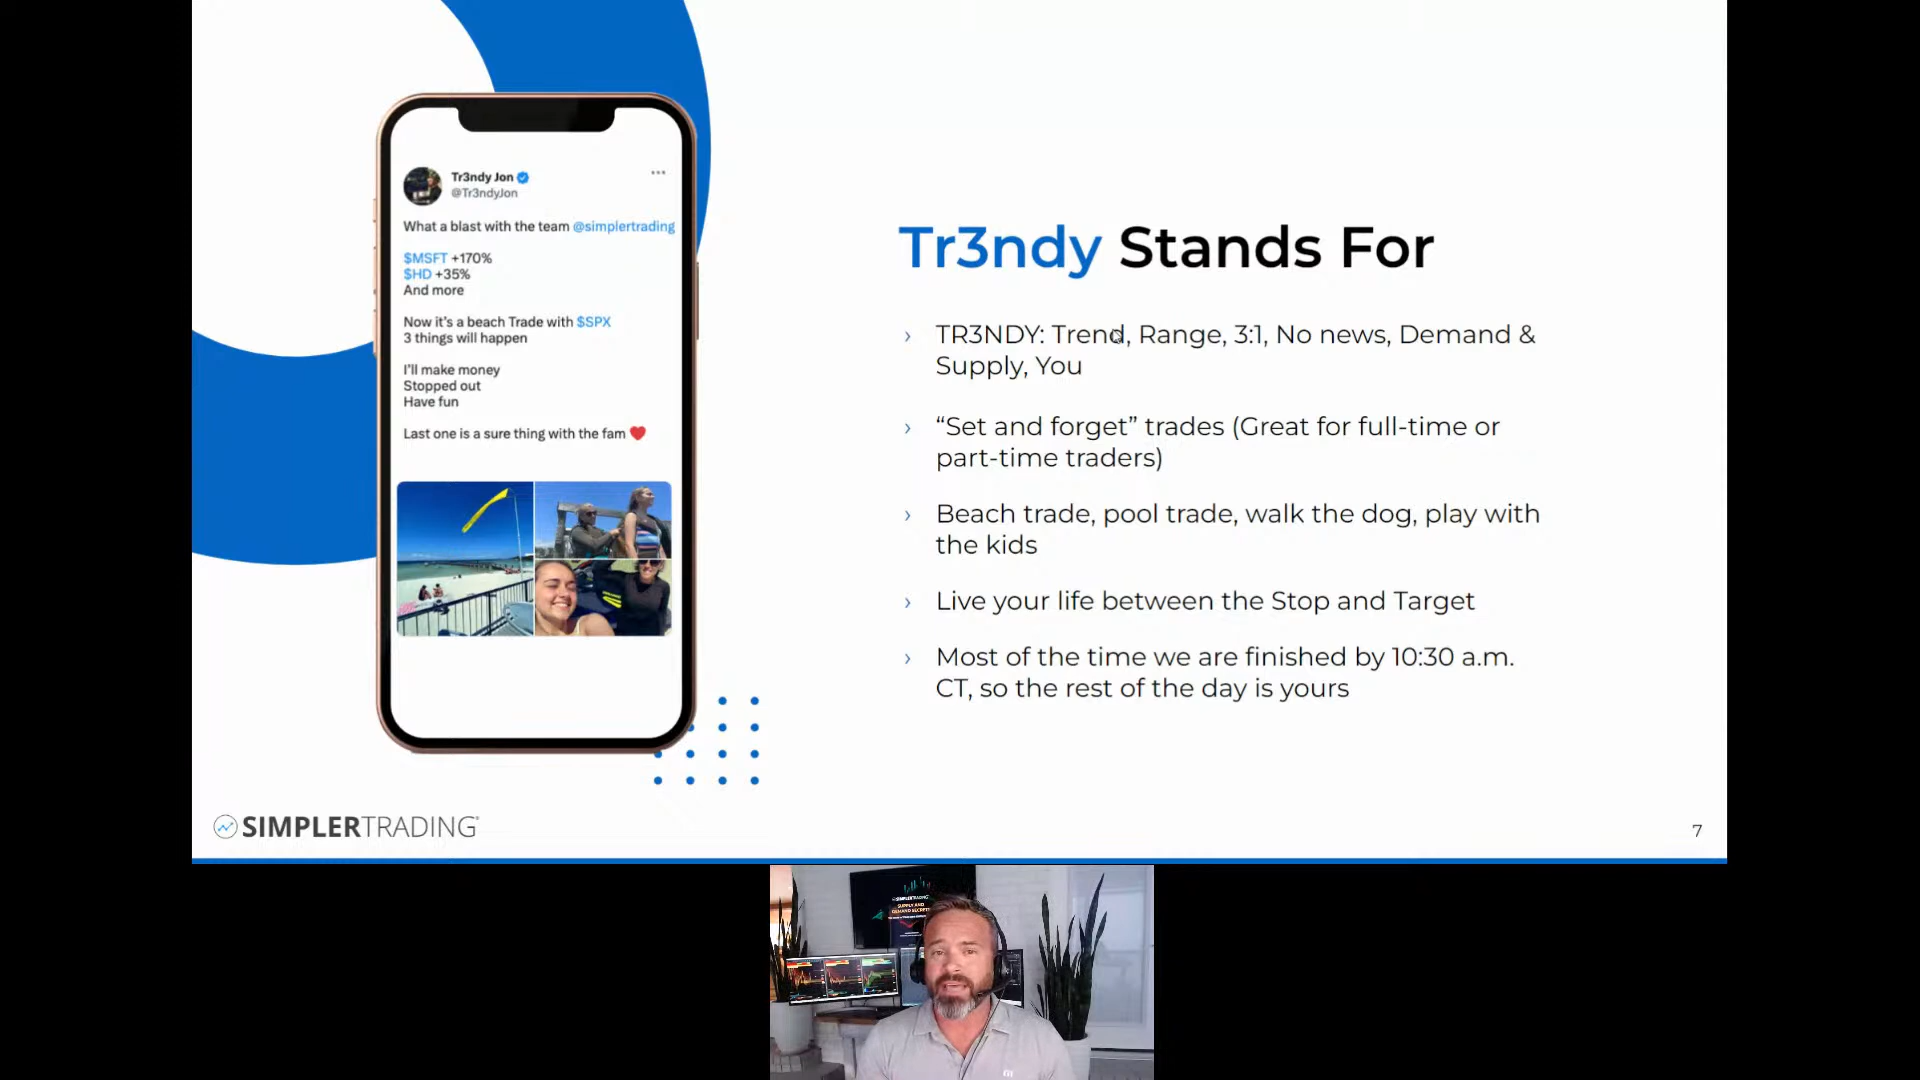 Tr3ndy Jon
@Tr3ndyJon
What a blast with the team @simplertrading
$MSFT +170%
$HD +35%
And more
Now it's a beach Trade with $SPX
3 things will happen
I'll make money
Stopped out
Have fun
Last one is a sure thing with the fam ❤️
Tr3ndy Stands For
› TR3NDY: Trend, Range, 3:1, No news, Demand &
Supply, You
› “Set and forget” trades (Great for full-time or
part-time traders)
› Beach trade, pool trade, walk the dog, play with
the kids
› Live your life between the Stop and Target
› Most of the time we are finished by 10:30 a.m.
CT, so the rest of the day is yours
SIMPLERTRADING
7
SUPPLY AND
DEMAND SECRETS